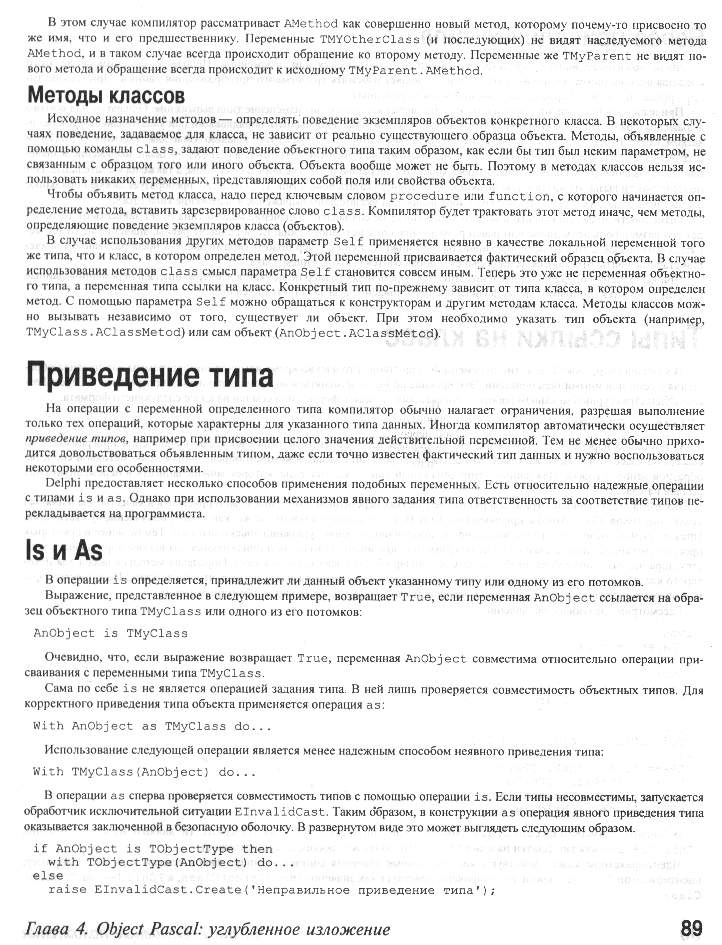 В этом случае компилятор рассматривает AMethod как совершенно новый метод, которому почему-то присвоено то
же имя, что и его предшественнику. Переменные TMYOtherClass (и последующих) не видят наследуемого метода
AMethod, и в таком случае всегда происходит обращение ко второму методу. Переменные же TMyParent не видят но-
вого метода и обращение всегда происходит к исходному TMyParent.AMethod.
Методы классов
Исходное назначение методов — определять поведение экземпляров объектов конкретного класса. В некоторых слу-
чаях поведение, задаваемое для класса, не зависит от реально существующего образца объекта. Методы, объявленные с
помощью команды class, задают поведение объектного типа таким образом, как если бы тип был неким параметром, не
связанным с образцом того или иного объекта. Объекта вообще может не быть. Поэтому в методах классов нельзя ис-
пользовать никаких переменных, представляющих собой поля или свойства объекта.
Чтобы объявить метод класса, надо перед ключевым словом procedure или function, с которого начинается оп-
ределение метода, вставить зарезервированное слово class. Компилятор будет трактовать этот метод иначе, чем методы,
определяющие поведение экземпляров класса (объектов).
В случае использования других методов параметр Self применяется неявно в качестве локальной переменной того
же типа, что и класс, в котором определен метод. Этой переменной присваивается фактический образец объекта. В случае
использования методов class смысл параметра Self становится совсем иным. Теперь это уже не переменная объектно-
го типа, а переменная типа ссылки на класс. Конкретный тип по-прежнему зависит от типа класса, в котором определен
метод. С помощью параметра Self можно обращаться к конструкторам и другим методам класса. Методы классов мож-
но вызывать независимо от того, существует ли объект. При этом необходимо указать тип объекта (например,
TMyClass.AClassMetod) или сам объект (AnObject.AClassMetod).
Приведение типа
На операции с переменной определенного типа компилятор обычно налагает ограничения, разрешая выполнение
только тех операций, которые характерны для указанного типа данных. Иногда компилятор автоматически осуществляет
приведение типов, например при присвоении целого значения действительной переменной. Тем не менее обычно прихо-
дится довольствоваться объявленным типом, даже если точно известен фактический тип данных и нужно воспользоваться
некоторыми его особенностями.
Delphi предоставляет несколько способов применения подобных переменных. Есть относительно надежные операции
с типами is и as. Однако при использовании механизмов явного задания типа ответственность за соответствие типов пе-
рекладывается на программиста.
Is и As
В операции is определяется, принадлежит ли данный объект указанному типу или одному из его потомков.
Выражение, представленное в следующем примере, возвращает True, если переменная AnObject ссылается на обра-
зец объектного типа TMyClass или одного из его потомков:
AnObject is TMyClass
Очевидно, что, если выражение возвращает True, переменная AnObject совместима относительно операции при-
сваивания с переменными типа TMyClass.
Сама по себе is не является операцией задания типа. В ней лишь проверяется совместимость объектных типов. Для
корректного приведения типа объекта применяется операция as:
With AnObject as TMyClass do...
Использование следующей операции является менее надежным способом неявного приведения типа:
With TMyClass(AnObject) do...
В операции as сперва проверяется совместимость типов с помощью операции is. Если типы несовместимы, запускается
обработчик исключительной ситуации EInvalidCast. Таким образом, в конструкции as операция явного приведения типа
оказывается заключенной в безопасную оболочку. В развернутом виде это может выглядеть следующим образом.
if AnObject is TObjectType then
with TObjectType(AnObject) do...
else
raise EInvalidCast.Create('Неправильное приведение типа');
Глава 4. Object Pascal: углубленное изложение 89